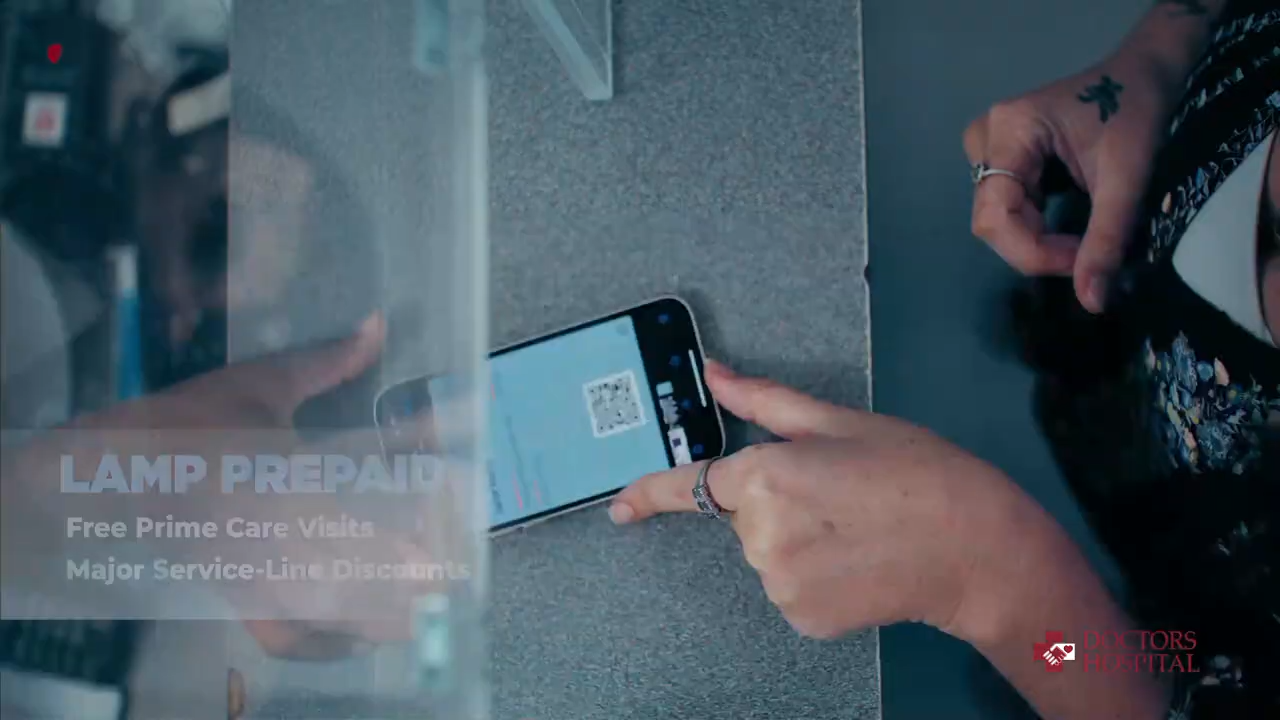 LAMP PREPAID
Free Prime Care Visits
Major Service-Line Discounts
DOCTORS
HOSPITAL